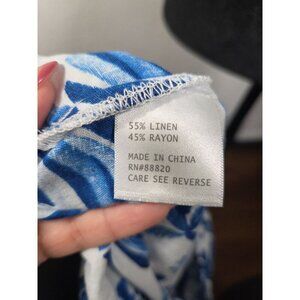 55% LINEN
45% RAYON
MADE IN CHINA
RN#88820
CARE SEE REVERSE